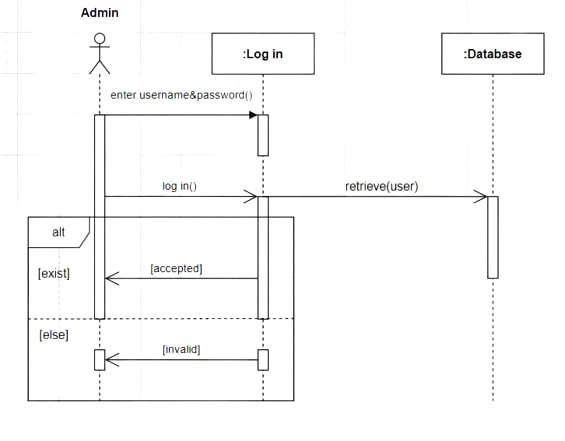 Admin
:Log in
:Database
enter username&password()
log in()
retrieve(user)
alt
[exist]
[accepted]
[else]
[invalid]